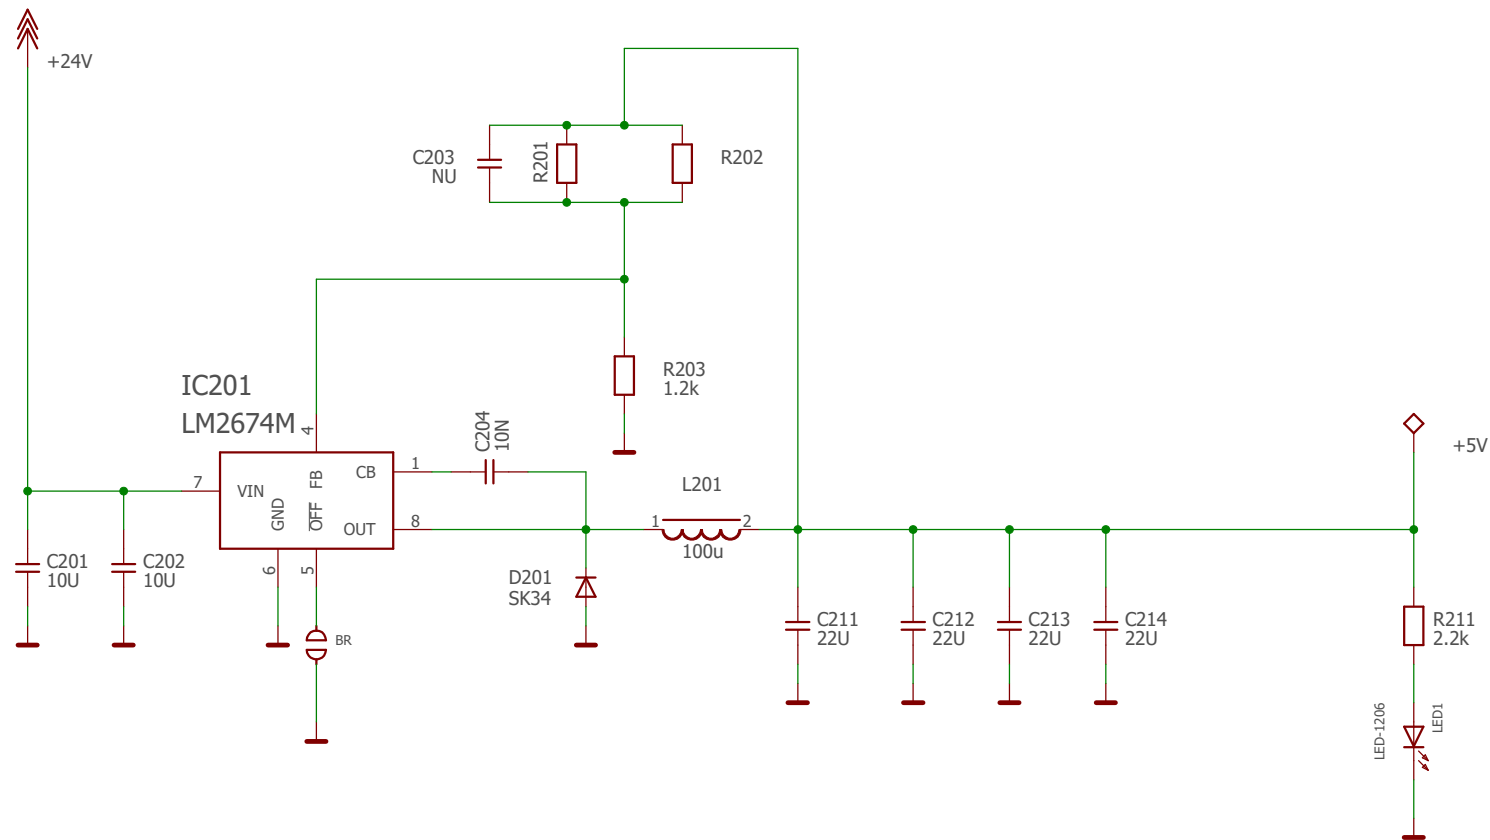 +24V
C203
NU
R201
R202
IC201
LM2674M
R203
1.2k
4
C204
10N
+5V
7
VIN
FB
CB
1
GND
OFF
OUT
8
L201
1
2
100u
C201
10U
C202
10U
6
5
D201
SK34
BR
C211
22U
C212
22U
C213
22U
C214
22U
R211
2.2k
LED-1206
LED1